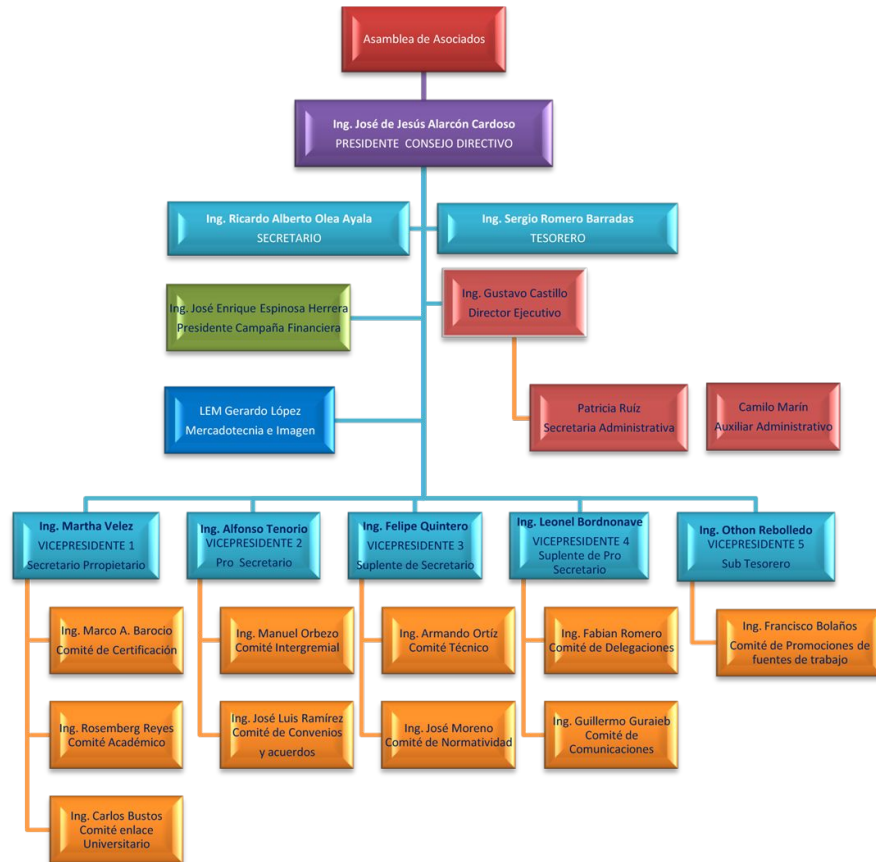 Asamblea de Asociados
Ing. José de Jesús Alarcón Cardoso
PRESIDENTE CONSEJO DIRECTIVO
Ing. Ricardo Alberto Olea Ayala
SECRETARIO
Ing. Sergio Romero Barradas
TESORERO
Ing. José Enrique Espinosa Herrera
Presidente Campaña Financiera
Ing. Gustavo Castillo
Director Ejecutivo
LEM Gerardo López
Mercadotecnia e Imagen
Patricia Ruíz
Secretaria Administrativa
Camilo Marín
Auxiliar Administrativo
Ing. Martha Velez
VICEPRESIDENTE 1
Secretario Prropietario
Ing. Alfonso Tenorio
VICEPRESIDENTE 2
Pro Secretario
Ing. Felipe Quintero
VICEPRESIDENTE 3
Suplente de Secretario
Ing. Leonel Bordnonave
VICEPRESIDENTE 4
Suplente de Pro
Secretario
Ing. Othon Rebolledo
VICEPRESIDENTE 5
Sub Tesorero
Ing. Marco A. Barocio
Comité de Certificación
Ing. Manuel Orbezo
Comité Intergremial
Ing. Armando Ortíz
Comité Técnico
Ing. Fabian Romero
Comité de Delegaciones
Ing. Francisco Bolaños
Comité de Promociones de
fuentes de trabajo
Ing. Rosemberg Reyes
Comité Académico
Ing. José Luis Ramírez
Comité de Convenios
y acuerdos
Ing. José Moreno
Comité de Normatividad
Ing. Guillermo Guraieb
Comité de
Comunicaciones
Ing. Carlos Bustos
Comité enlace
Universitario